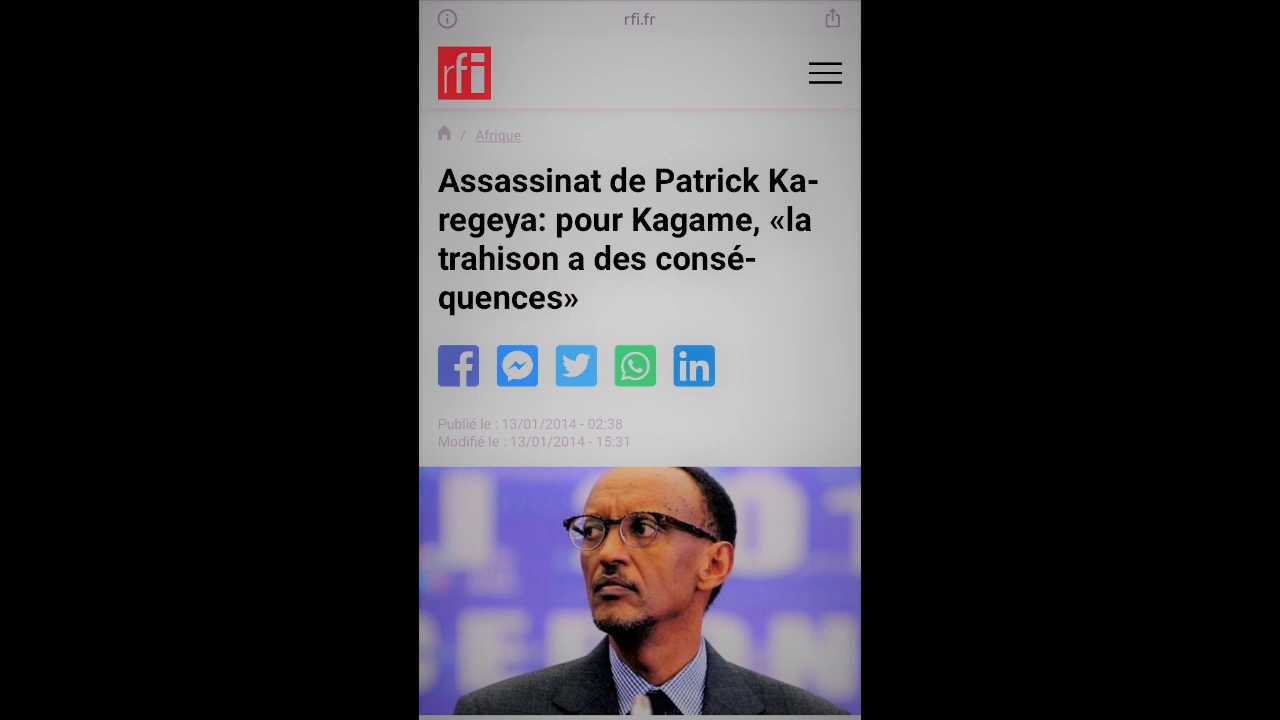 rfi.fr
rfi
/ Afrique
Assassinat de Patrick Ka-
regeya: pour Kagame, «la
trahison a des consé-
quences»
Publié le : 13/01/2014 - 02:38
Modifié le : 13/01/2014 - 15:31